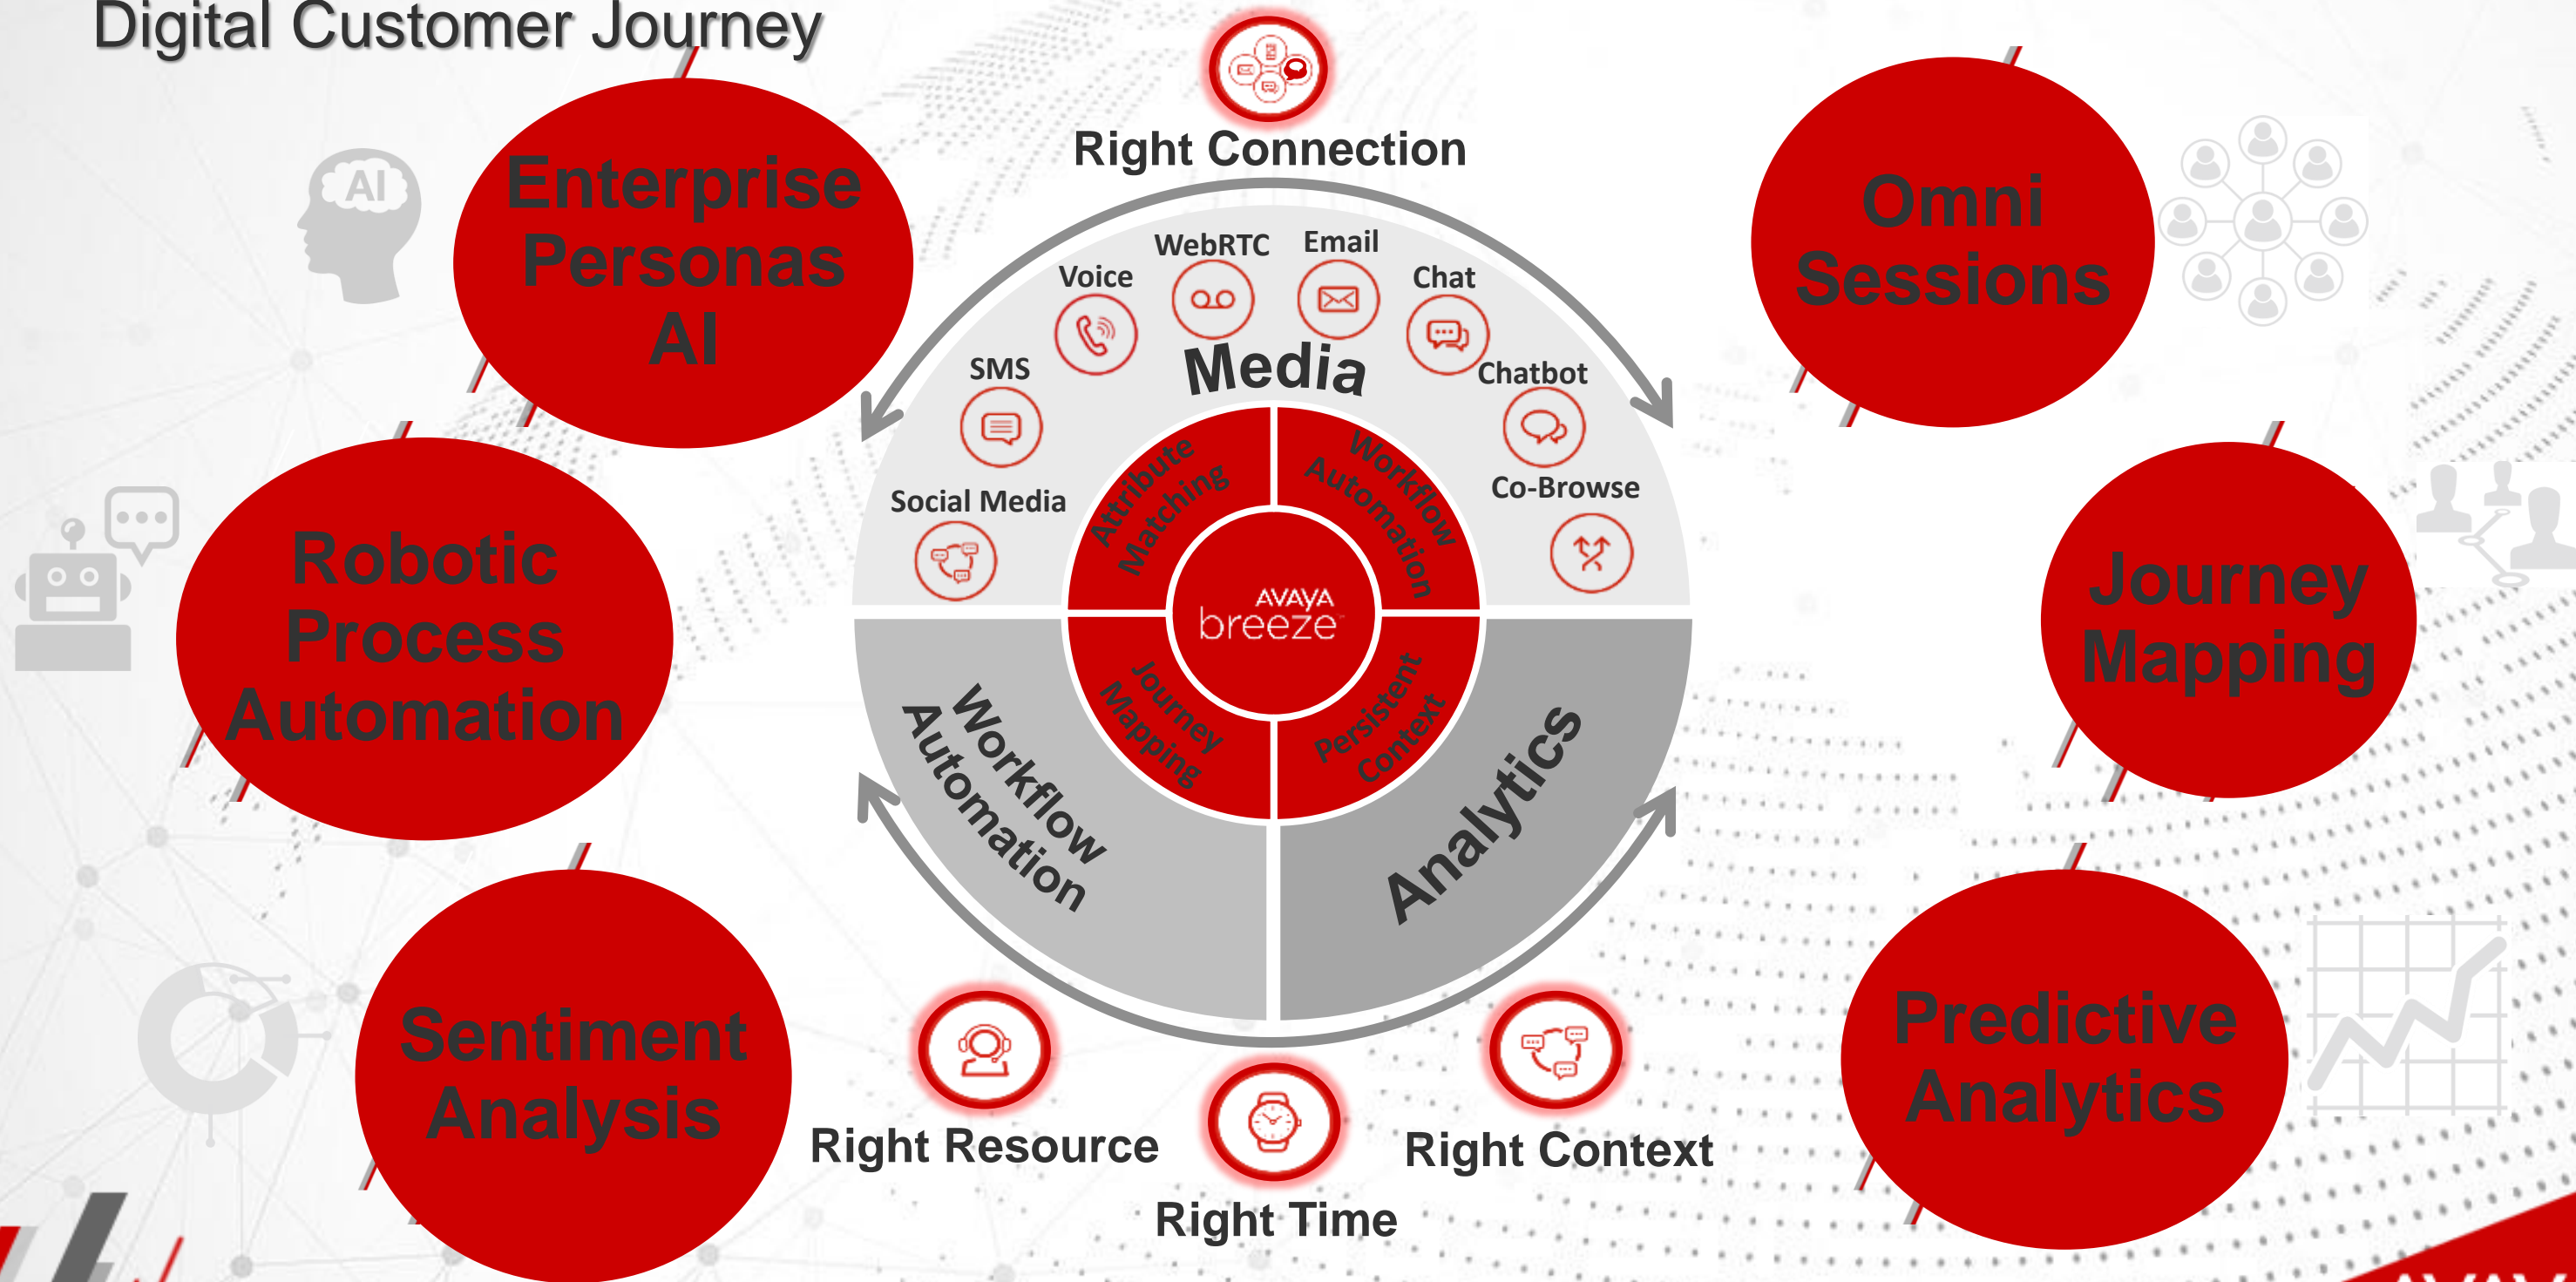 Digital Customer Journey
Right Connection
Enterprise
Personas
AI
AI
Omni
Sessions
WebRTC
Email
Voice
Chat
Media
SMS
Chatbot
Social Media
Co-Browse
Attribute
Matching
Workflow
Automation
AVAYA
breeze
Journey
Mapping
Persistent
Context
Workflow
Automation
Analytics
Robotic
Process
Automation
Journey
Mapping
Sentiment
Analysis
Predictive
Analytics
Right Resource
Right Context
Right Time